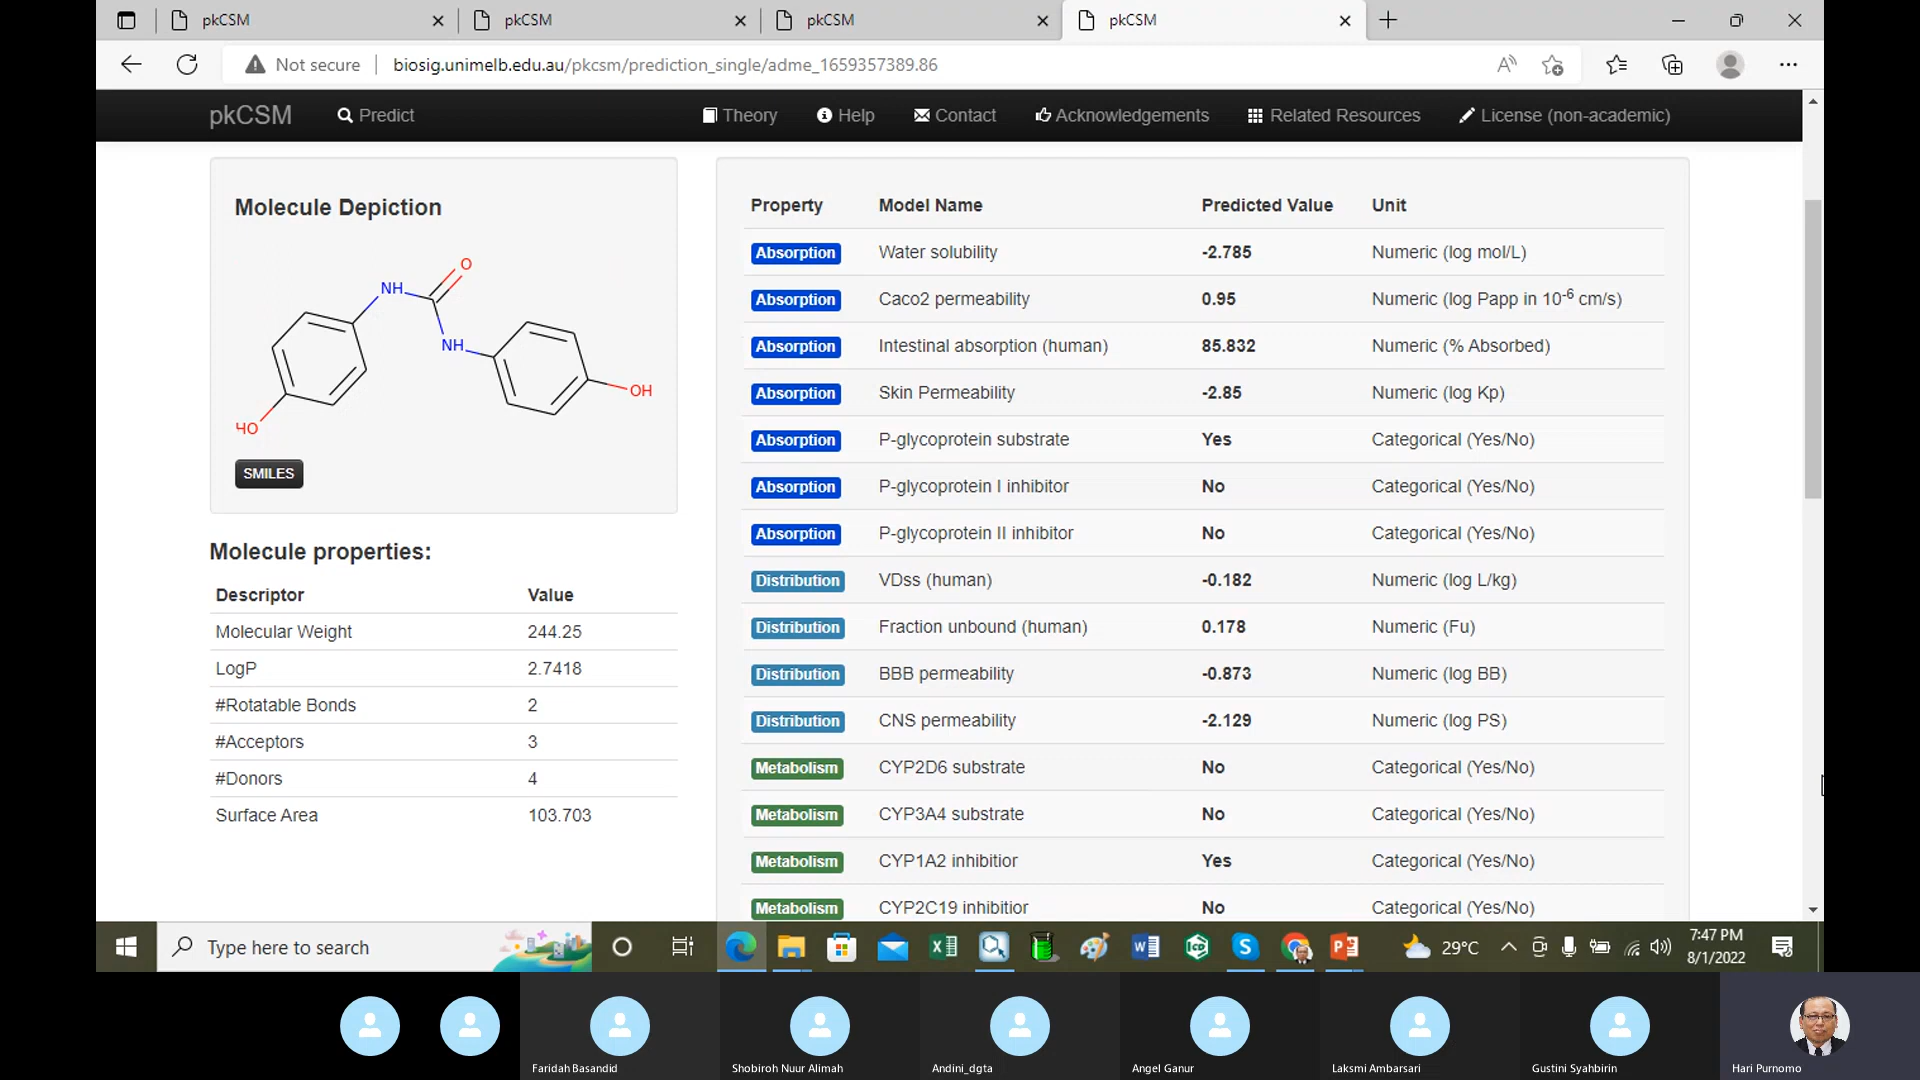 pkCSM
pkCSM
pkCSM
pkCSM
Not secure
biosig.unimelb.edu.au/pkcsm/prediction_single/adme_1659357389.86
pkCSM Predict Theory Help Contact Acknowledgements Related Resources License (non-academic)
Molecule Depiction
O
NH
NH
OH
HO
SMILES
Molecule properties:
Descriptor Value
Molecular Weight 244.25
LogP 2.7418
#Rotatable Bonds 2
#Acceptors 3
#Donors 4
Surface Area 103.703
Property Model Name Predicted Value Unit
Absorption Water solubility -2.785 Numeric (log mol/L)
Absorption Caco2 permeability 0.95 Numeric (log Papp in 10-6 cm/s)
Absorption Intestinal absorption (human) 85.832 Numeric (% Absorbed)
Absorption Skin Permeability -2.85 Numeric (log Kp)
Absorption P-glycoprotein substrate Yes Categorical (Yes/No)
Absorption P-glycoprotein I inhibitor No Categorical (Yes/No)
Absorption P-glycoprotein II inhibitor No Categorical (Yes/No)
Distribution VDss (human) -0.182 Numeric (log L/kg)
Distribution Fraction unbound (human) 0.178 Numeric (Fu)
Distribution BBB permeability -0.873 Numeric (log BB)
Distribution CNS permeability -2.129 Numeric (log PS)
Metabolism CYP2D6 substrate No Categorical (Yes/No)
Metabolism CYP3A4 substrate No Categorical (Yes/No)
Metabolism CYP1A2 inhibitior Yes Categorical (Yes/No)
Metabolism CYP2C19 inhibitior No Categorical (Yes/No)
Type here to search
29°C
7:47 PM
8/1/2022
Faridah Basandid
Shobiroh Nuur Alimah
Andini_dgta
Angel Ganur
Laksmi Ambarsari
Gustini Syahbirin
Hari Purnomo